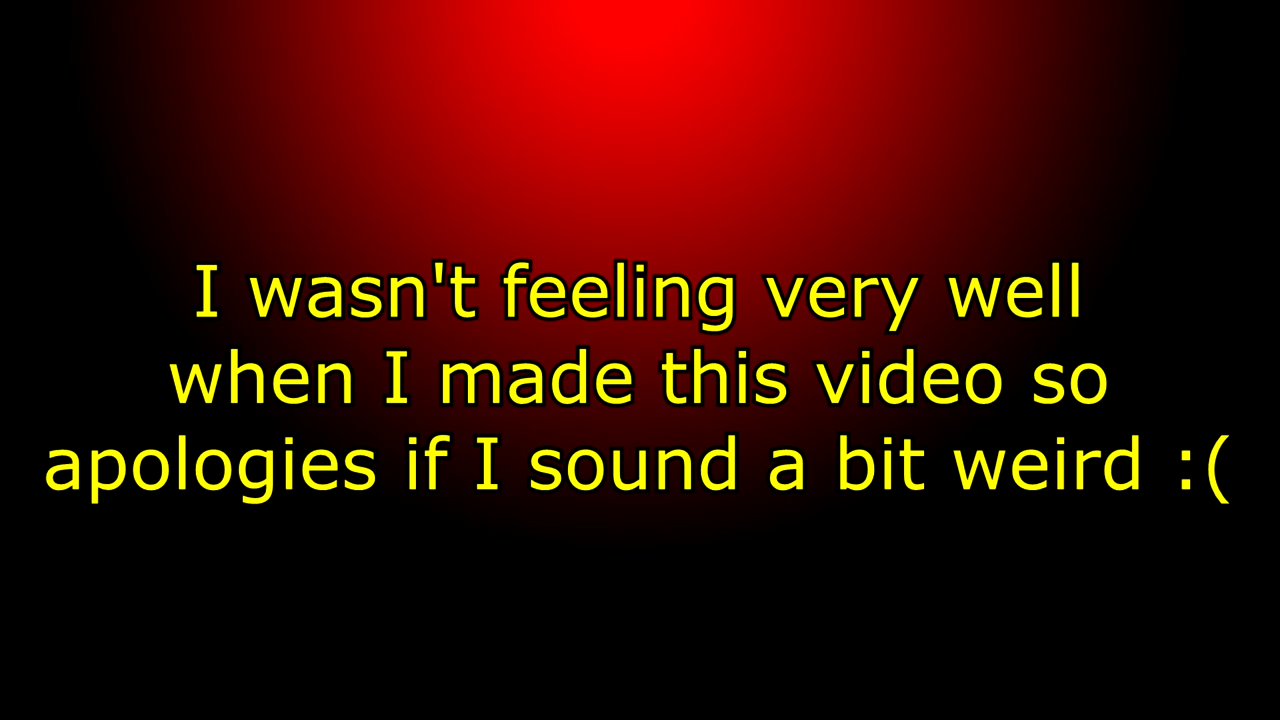 I wasn't feeling very well
when I made this video so
apologies if I sound a bit weird :(